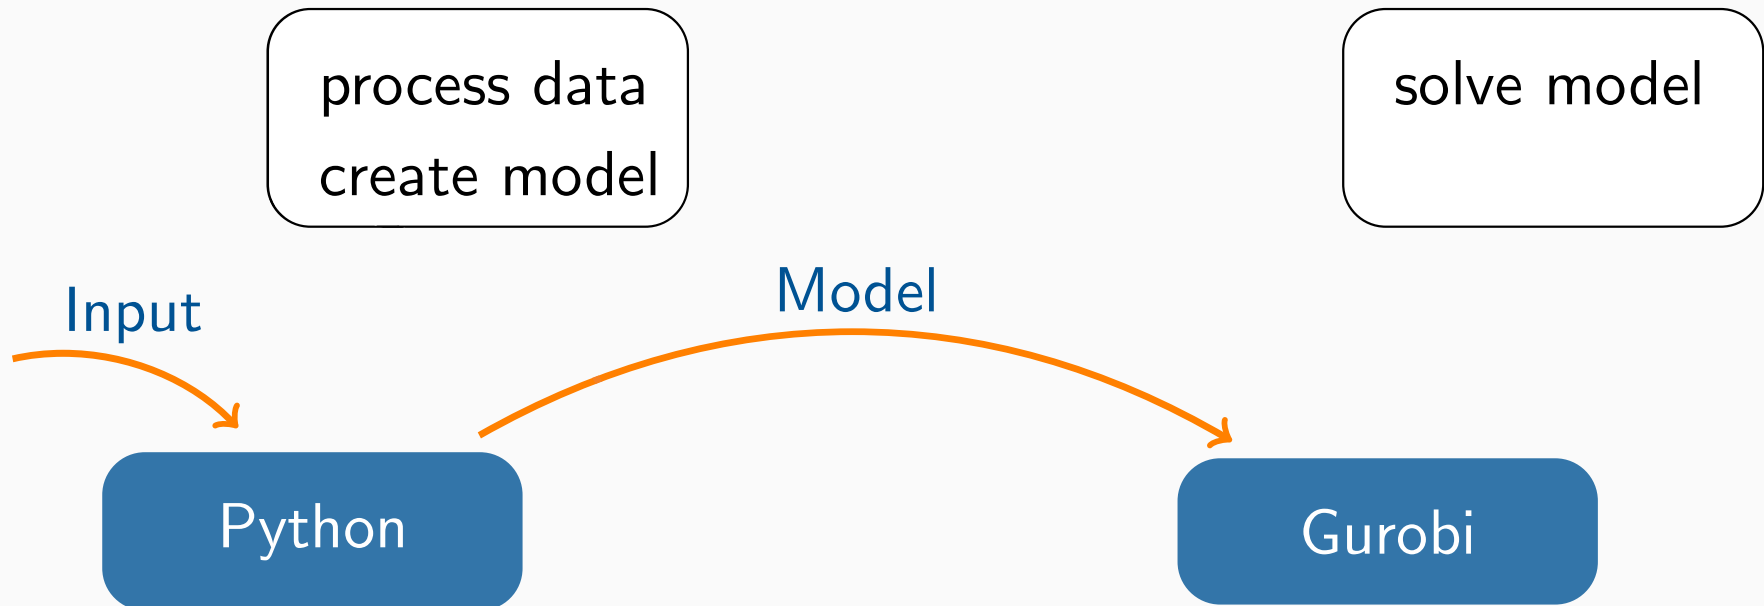 process data
create model
solve model
Input
Model
Python
Gurobi